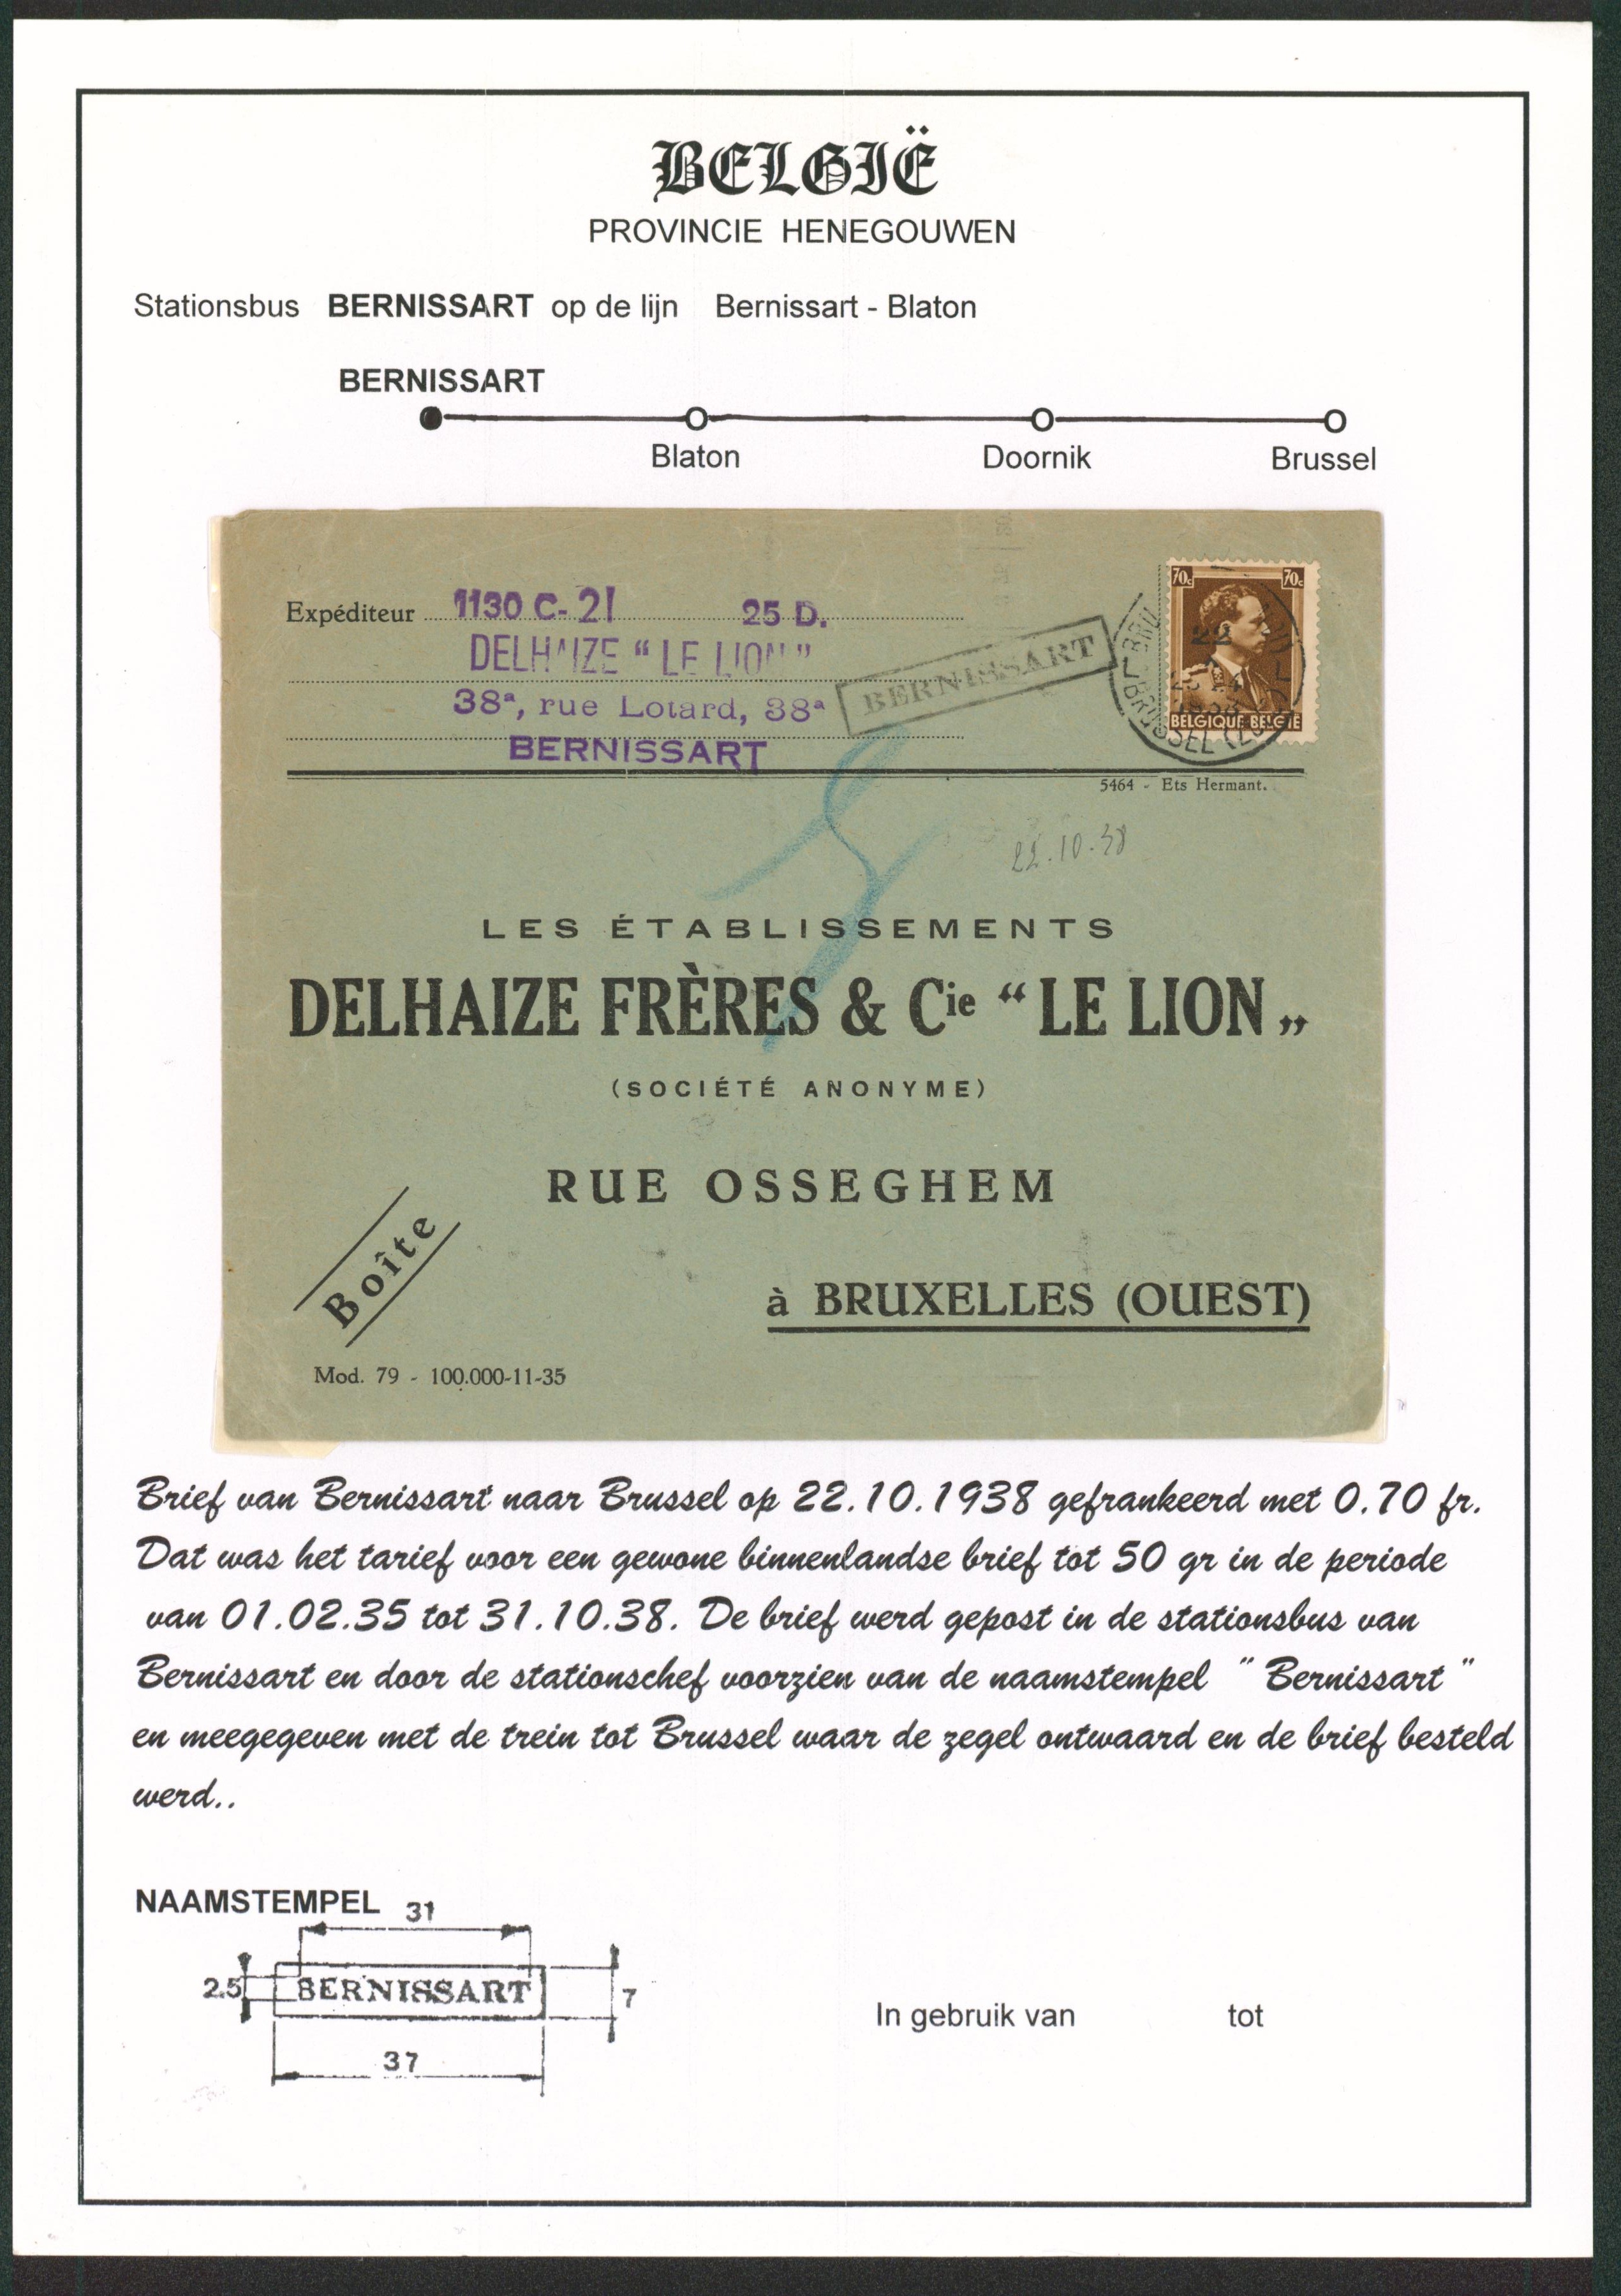 BELGIË
PROVINCIE HENEGOUWEN
Stationsbus BERNISSART op de lijn Bernissart - Blaton
BERNISSART
Blaton Doornik Brussel
Expéditeur 1130 C-21 25 D.
DELHAIZE “ LE LION ”
38ª, rue Lotard, 38ª
BERNISSART
BERNISSART
70c 70c
22
BELGIQUE BELGIE
5464 - Ets Hermant.
22.10.38
LES ÉTABLISSEMENTS
DELHAIZE FRÈRES & Cie “ LE LION „
(SOCIÉTÉ ANONYME)
RUE OSSEGHEM
Boîte
à BRUXELLES (OUEST)
Mod. 79 - 100.000-11-35
Brief van Bernissart naar Brussel op 22.10.1938 gefrankeerd met 0.70 fr.
Dat was het tarief voor een gewone binnenlandse brief tot 50 gr in de periode
van 01.02.35 tot 31.10.38. De brief werd gepost in de stationsbus van
Bernissart en door de stationschef voorzien van de naamstempel " Bernissart "
en meegegeven met de trein tot Brussel waar de zegel ontwaard en de brief besteld
werd..
NAAMSTEMPEL
31
2.5 BERNISSART 7
37
In gebruik van tot